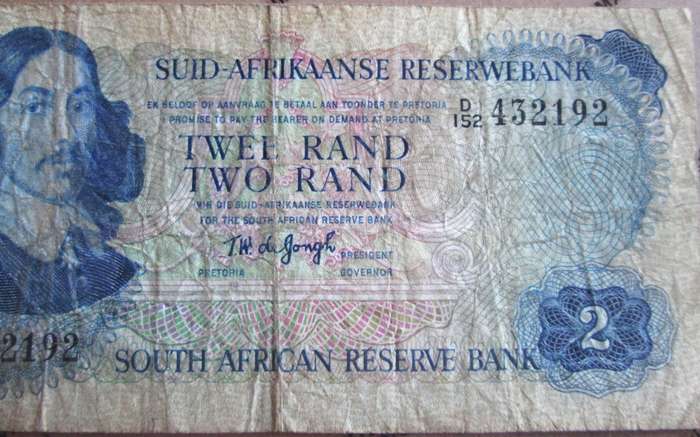 SUID-AFRIKAANSE RESERWEBANK
EK BELOOF OP AANVRAAG TE BETAAL AAN TOONDER TE PRETORIA
PROMISE TO PAY THE BEARER ON DEMAND AT PRETORIA
D/152 432192
TWEE RAND
TWO RAND
VIR DIE SUID-AFRIKAANSE RESERWEBANK
FOR THE SOUTH AFRICAN RESERVE BANK
T.W. de Jongh
PRESIDENT
PRETORIA GOVERNOR
2192
SOUTH AFRICAN RESERVE BANK
2